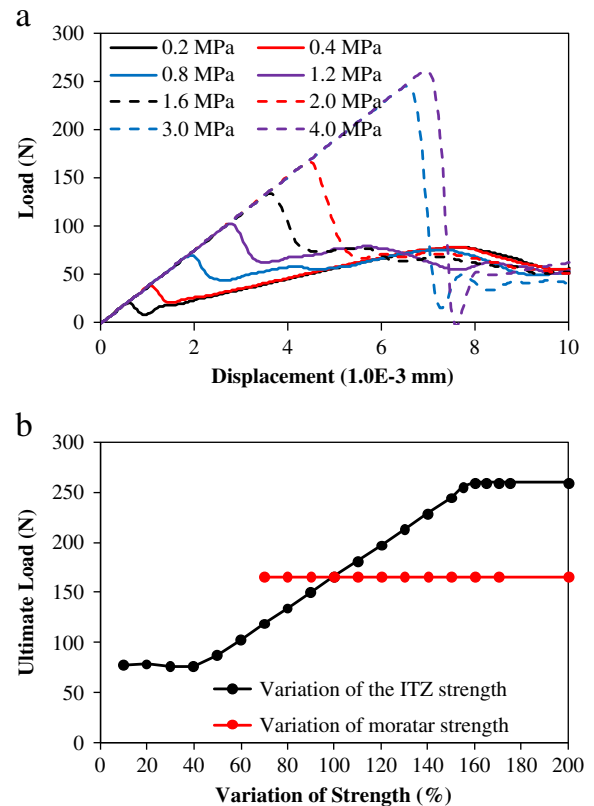 a
300
250
200
150
100
50
0
Load (N)
0.2 MPa 0.4 MPa
0.8 MPa 1.2 MPa
1.6 MPa 2.0 MPa
3.0 MPa 4.0 MPa
0 2 4 6 8 10
Displacement (1.0E-3 mm)
b
300
250
200
150
100
50
0
Ultimate Load (N)
Variation of the ITZ strength
Variation of moratar strength
0 20 40 60 80 100 120 140 160 180 200
Variation of Strength (%)